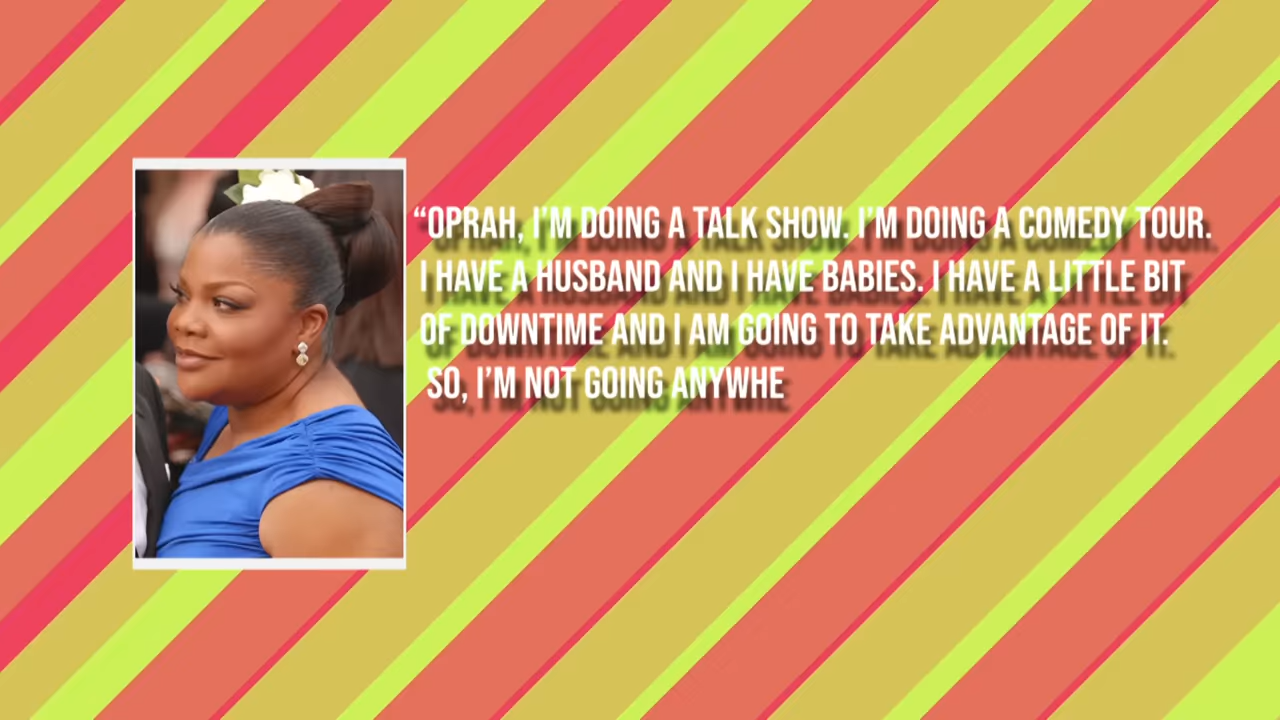 “OPRAH, I’M DOING A TALK SHOW. I’M DOING A COMEDY TOUR.
I HAVE A HUSBAND AND I HAVE BABIES. I HAVE A LITTLE BIT
OF DOWNTIME AND I AM GOING TO TAKE ADVANTAGE OF IT.
SO, I’M NOT GOING ANYWHE